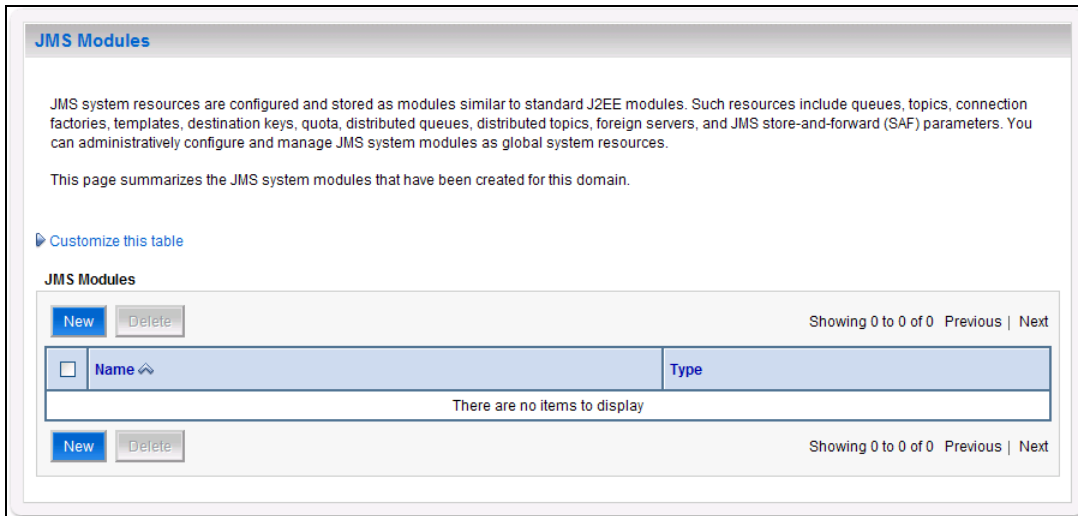 JMS Modules
JMS system resources are configured and stored as modules similar to standard J2EE modules. Such resources include queues, topics, connection
factories, templates, destination keys, quota, distributed queues, distributed topics, foreign servers, and JMS store-and-forward (SAF) parameters. You
can administratively configure and manage JMS system modules as global system resources.
This page summarizes the JMS system modules that have been created for this domain.
Customize this table
JMS Modules
New Delete Showing 0 to 0 of 0 Previous | Next
Name Type
There are no items to display
New Delete Showing 0 to 0 of 0 Previous | Next